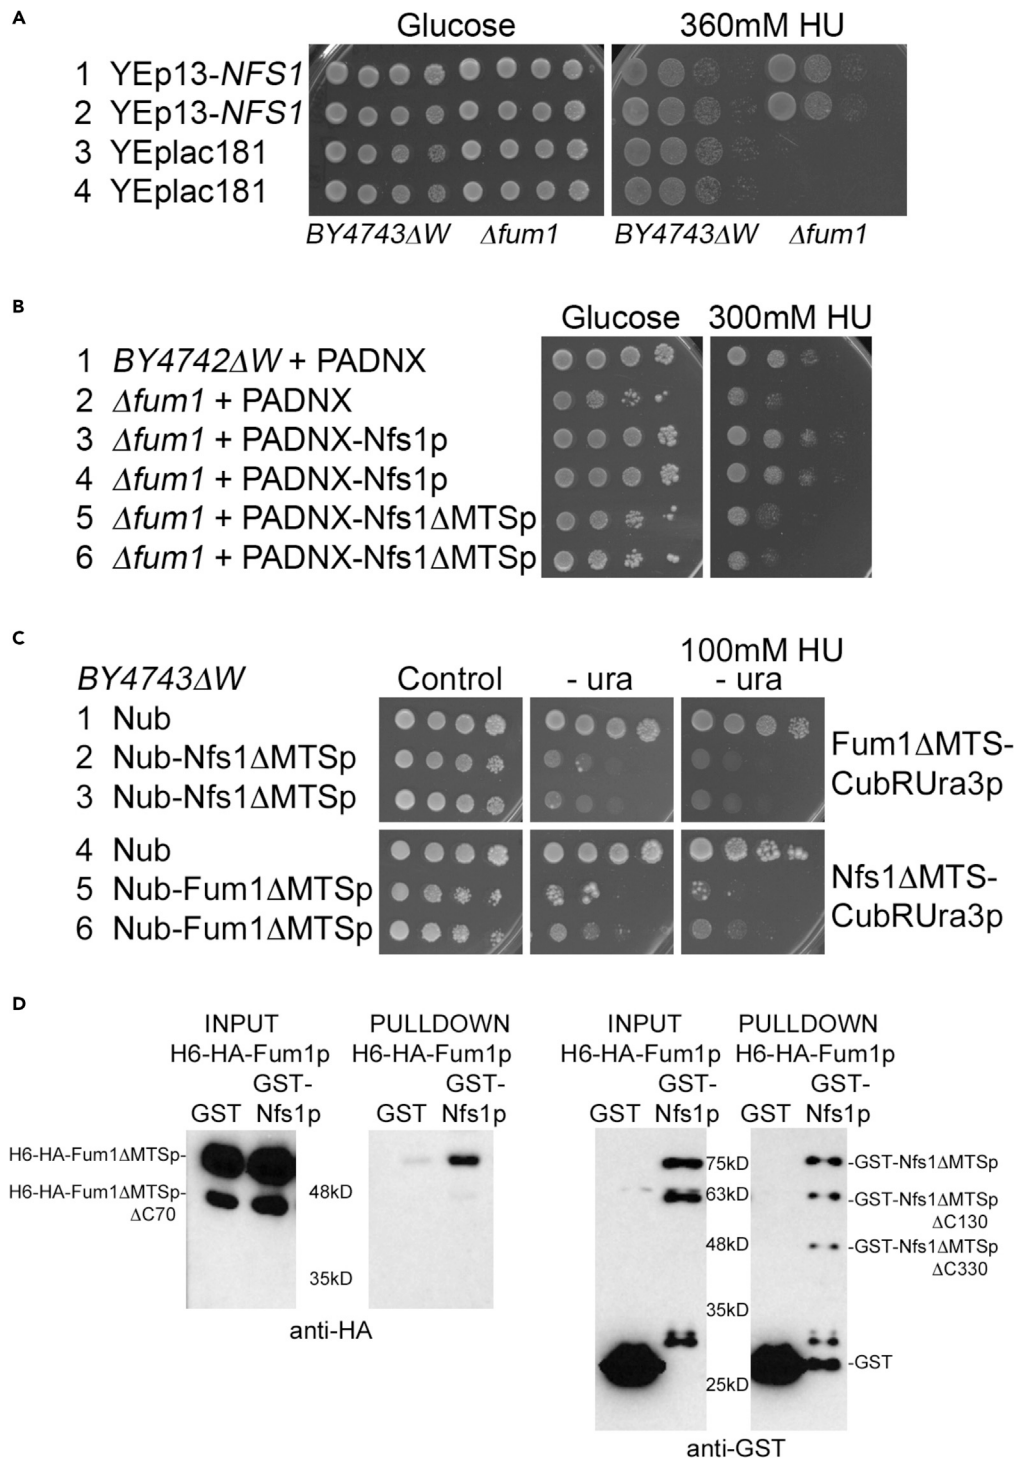 A
Glucose 360mM HU
1 YEp13-NFS1
2 YEp13-NFS1
3 YEplac181
4 YEplac181
BY4743ΔW Δfum1 BY4743ΔW Δfum1
B
Glucose 300mM HU
1 BY4742ΔW + PADNX
2 Δfum1 + PADNX
3 Δfum1 + PADNX-Nfs1p
4 Δfum1 + PADNX-Nfs1p
5 Δfum1 + PADNX-Nfs1ΔMTSp
6 Δfum1 + PADNX-Nfs1ΔMTSp
C
100mM HU
BY4743ΔW Control - ura - ura
1 Nub
2 Nub-Nfs1ΔMTSp
3 Nub-Nfs1ΔMTSp
Fum1ΔMTS-
CubRUra3p
4 Nub
5 Nub-Fum1ΔMTSp
6 Nub-Fum1ΔMTSp
Nfs1ΔMTS-
CubRUra3p
D
INPUT PULLDOWN INPUT PULLDOWN
H6-HA-Fum1p H6-HA-Fum1p H6-HA-Fum1p H6-HA-Fum1p
GST- GST- GST- GST-
GST Nfs1p GST Nfs1p GST Nfs1p GST Nfs1p
H6-HA-Fum1ΔMTSp-
H6-HA-Fum1ΔMTSp-
ΔC70
48kD
35kD
anti-HA
75kD
63kD
48kD
35kD
25kD
-GST-Nfs1ΔMTSp
-GST-Nfs1ΔMTSp
ΔC130
-GST-Nfs1ΔMTSp
ΔC330
-GST
anti-GST